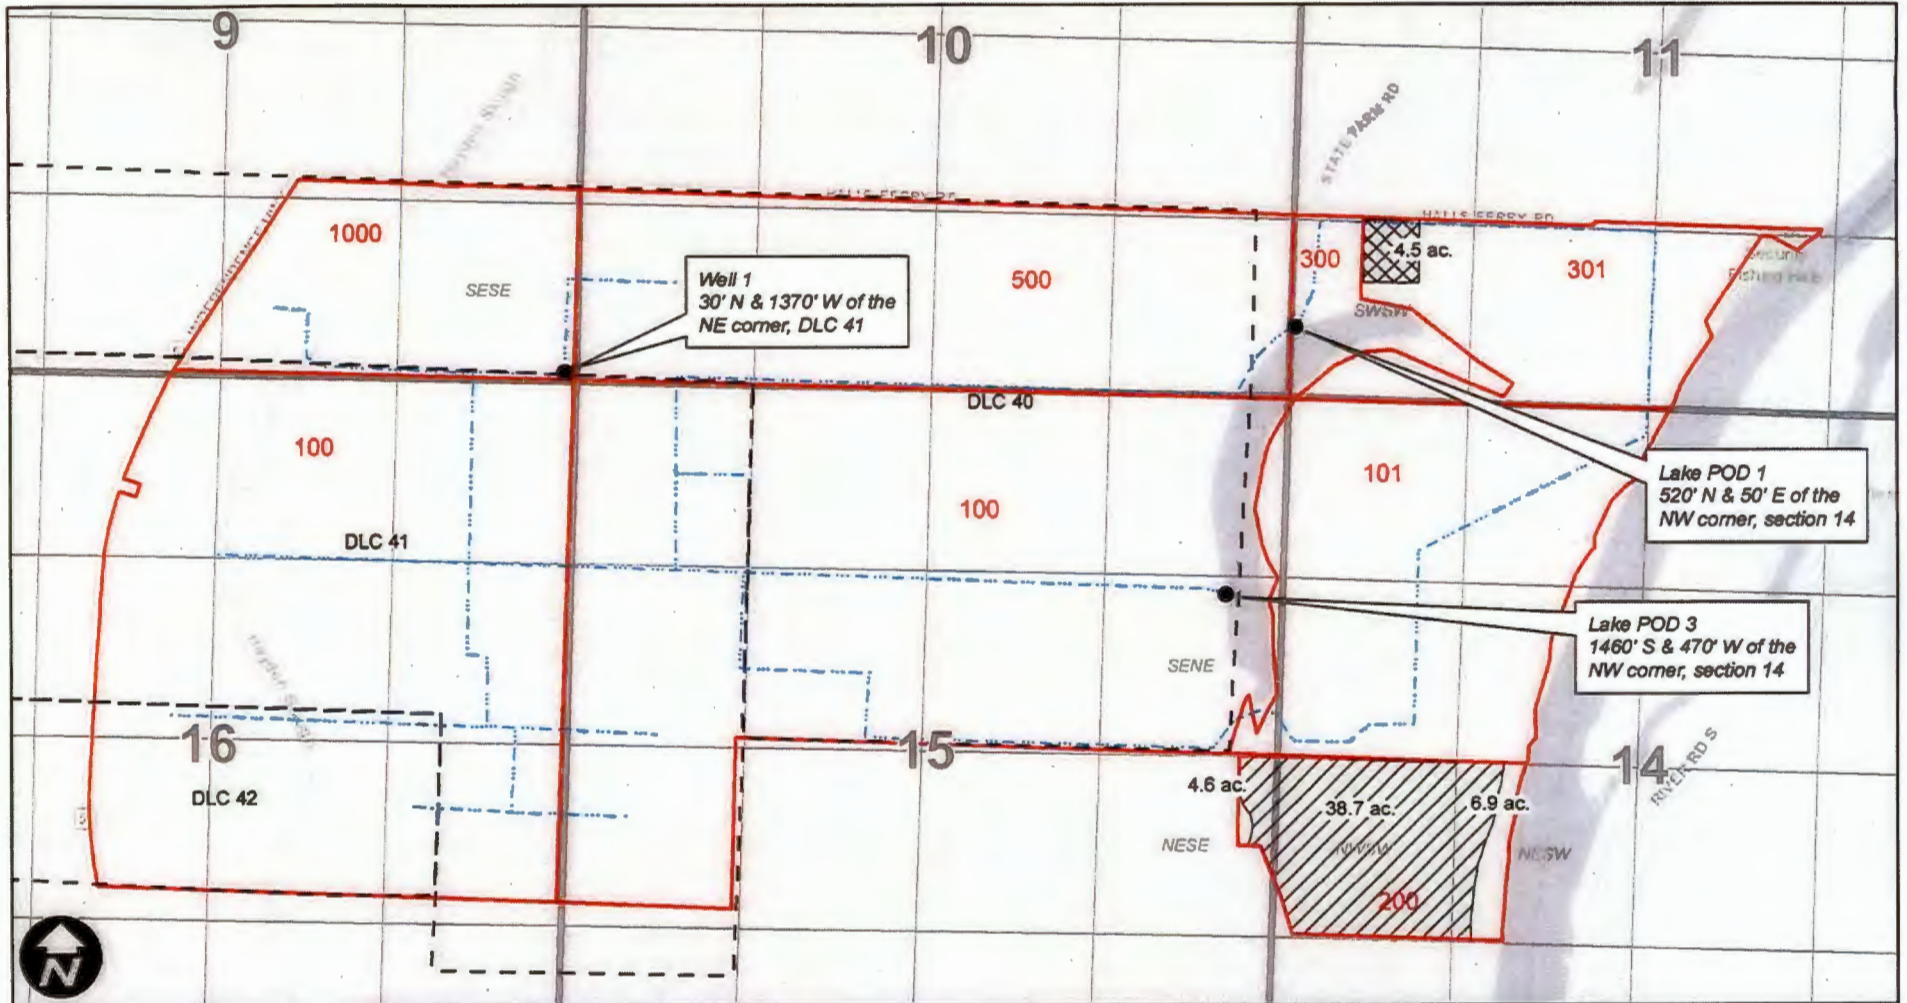 9
10
11
STATE FARM RD
HALLS FERRY RD
1000
SESE
500
300
4.5 ac.
301
SWSW
Well 1
30' N & 1370' W of the
NE corner, DLC 41
DLC 40
100
101
100
Lake POD 1
520' N & 50' E of the
NW corner, section 14
DLC 41
Lake POD 3
1460' S & 470' W of the
NW corner, section 14
SENE
16
15
14
RIVER RD S
DLC 42
4.6 ac.
38.7 ac.
6.9 ac.
NESE
NWSW
NESW
200
N